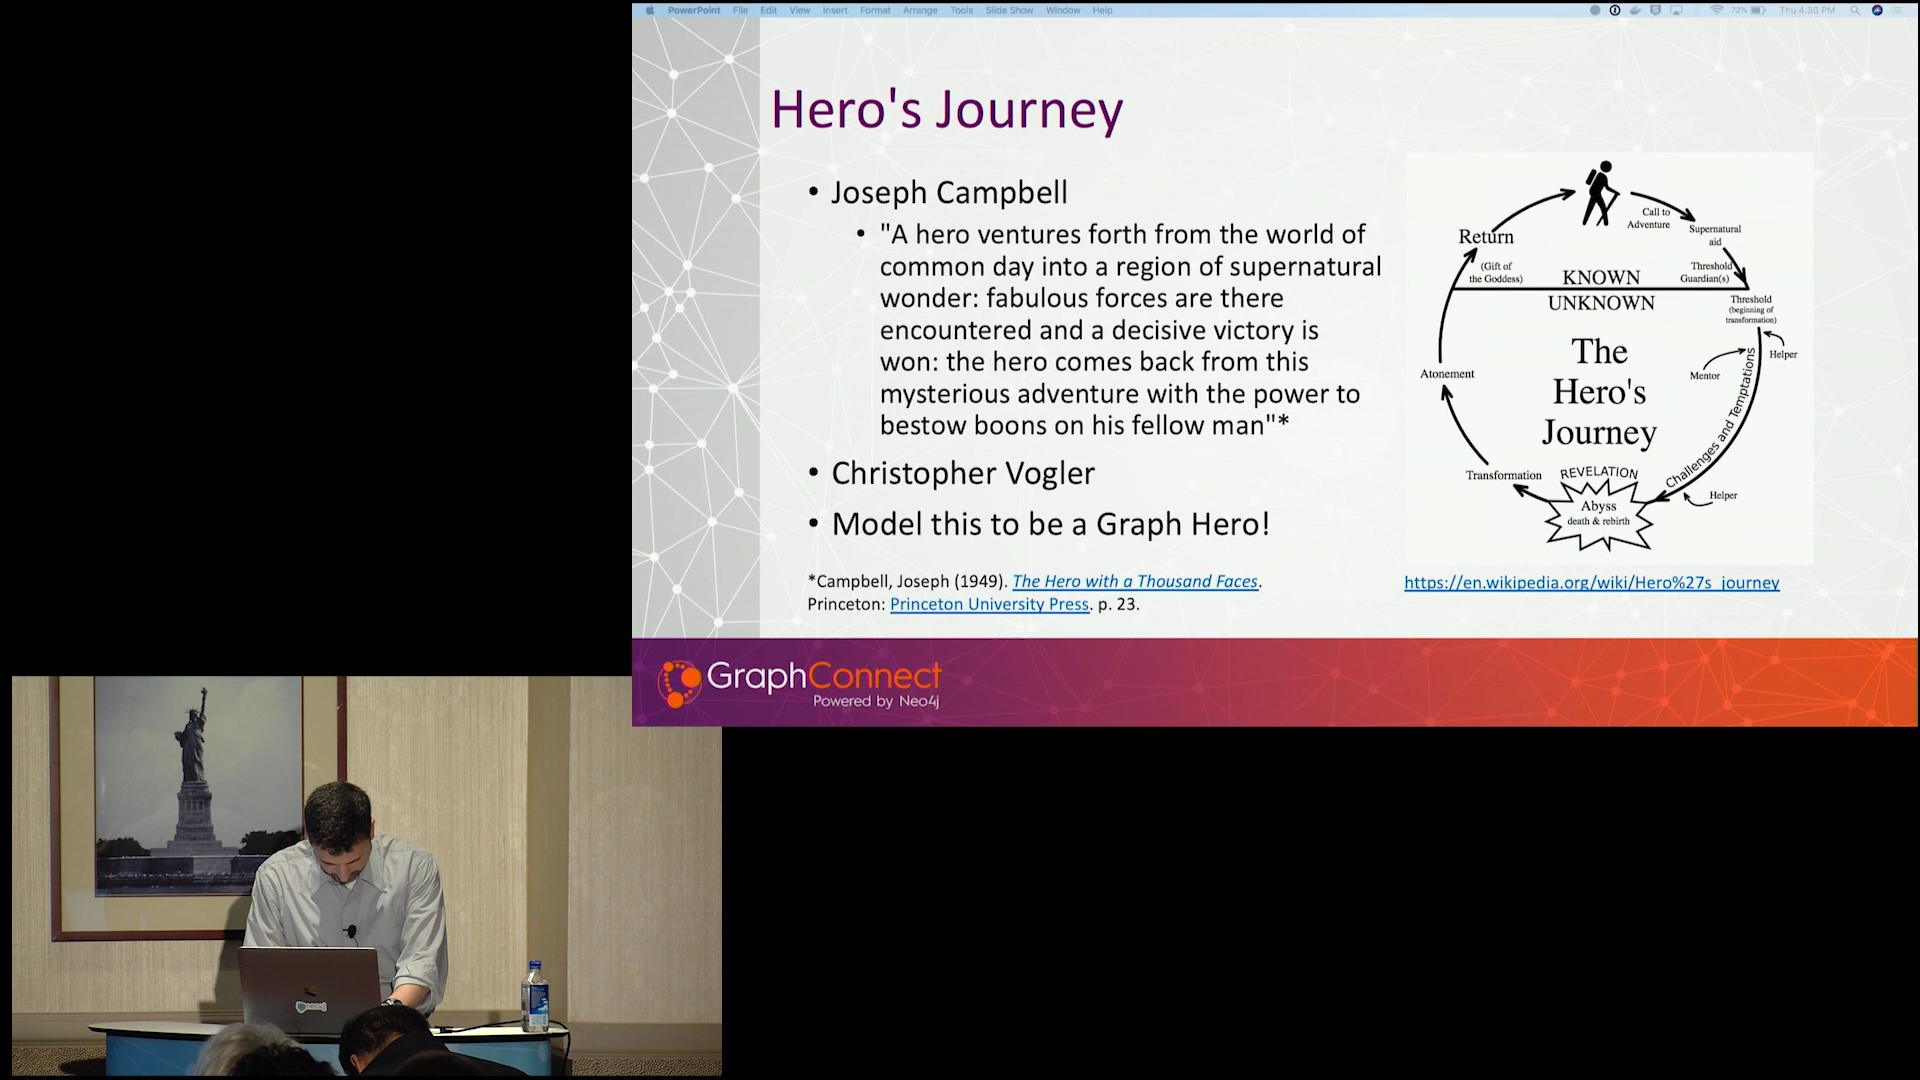 PowerPoint File Edit View Insert Format Arrange Tools Slide Show Window Help 72% Thu 4:30 PM
Hero's Journey
• Joseph Campbell
• "A hero ventures forth from the world of
common day into a region of supernatural
wonder: fabulous forces are there
encountered and a decisive victory is
won: the hero comes back from this
mysterious adventure with the power to
bestow boons on his fellow man"*
• Christopher Vogler
• Model this to be a Graph Hero!
*Campbell, Joseph (1949). The Hero with a Thousand Faces.
Princeton: Princeton University Press. p. 23.
Call to
Adventure
Supernatural
aid
Return
(Gift of
the Goddess)
KNOWN
Threshold
Guardian(s)
UNKNOWN
Threshold
(beginning of
transformation)
The
Hero's
Journey
Helper
Mentor
Atonement
Challenges and Temptations
Transformation
REVELATION
Helper
Abyss
death & rebirth
https://en.wikipedia.org/wiki/Hero%27s_journey
GraphConnect
Powered by Neo4j
neo4j